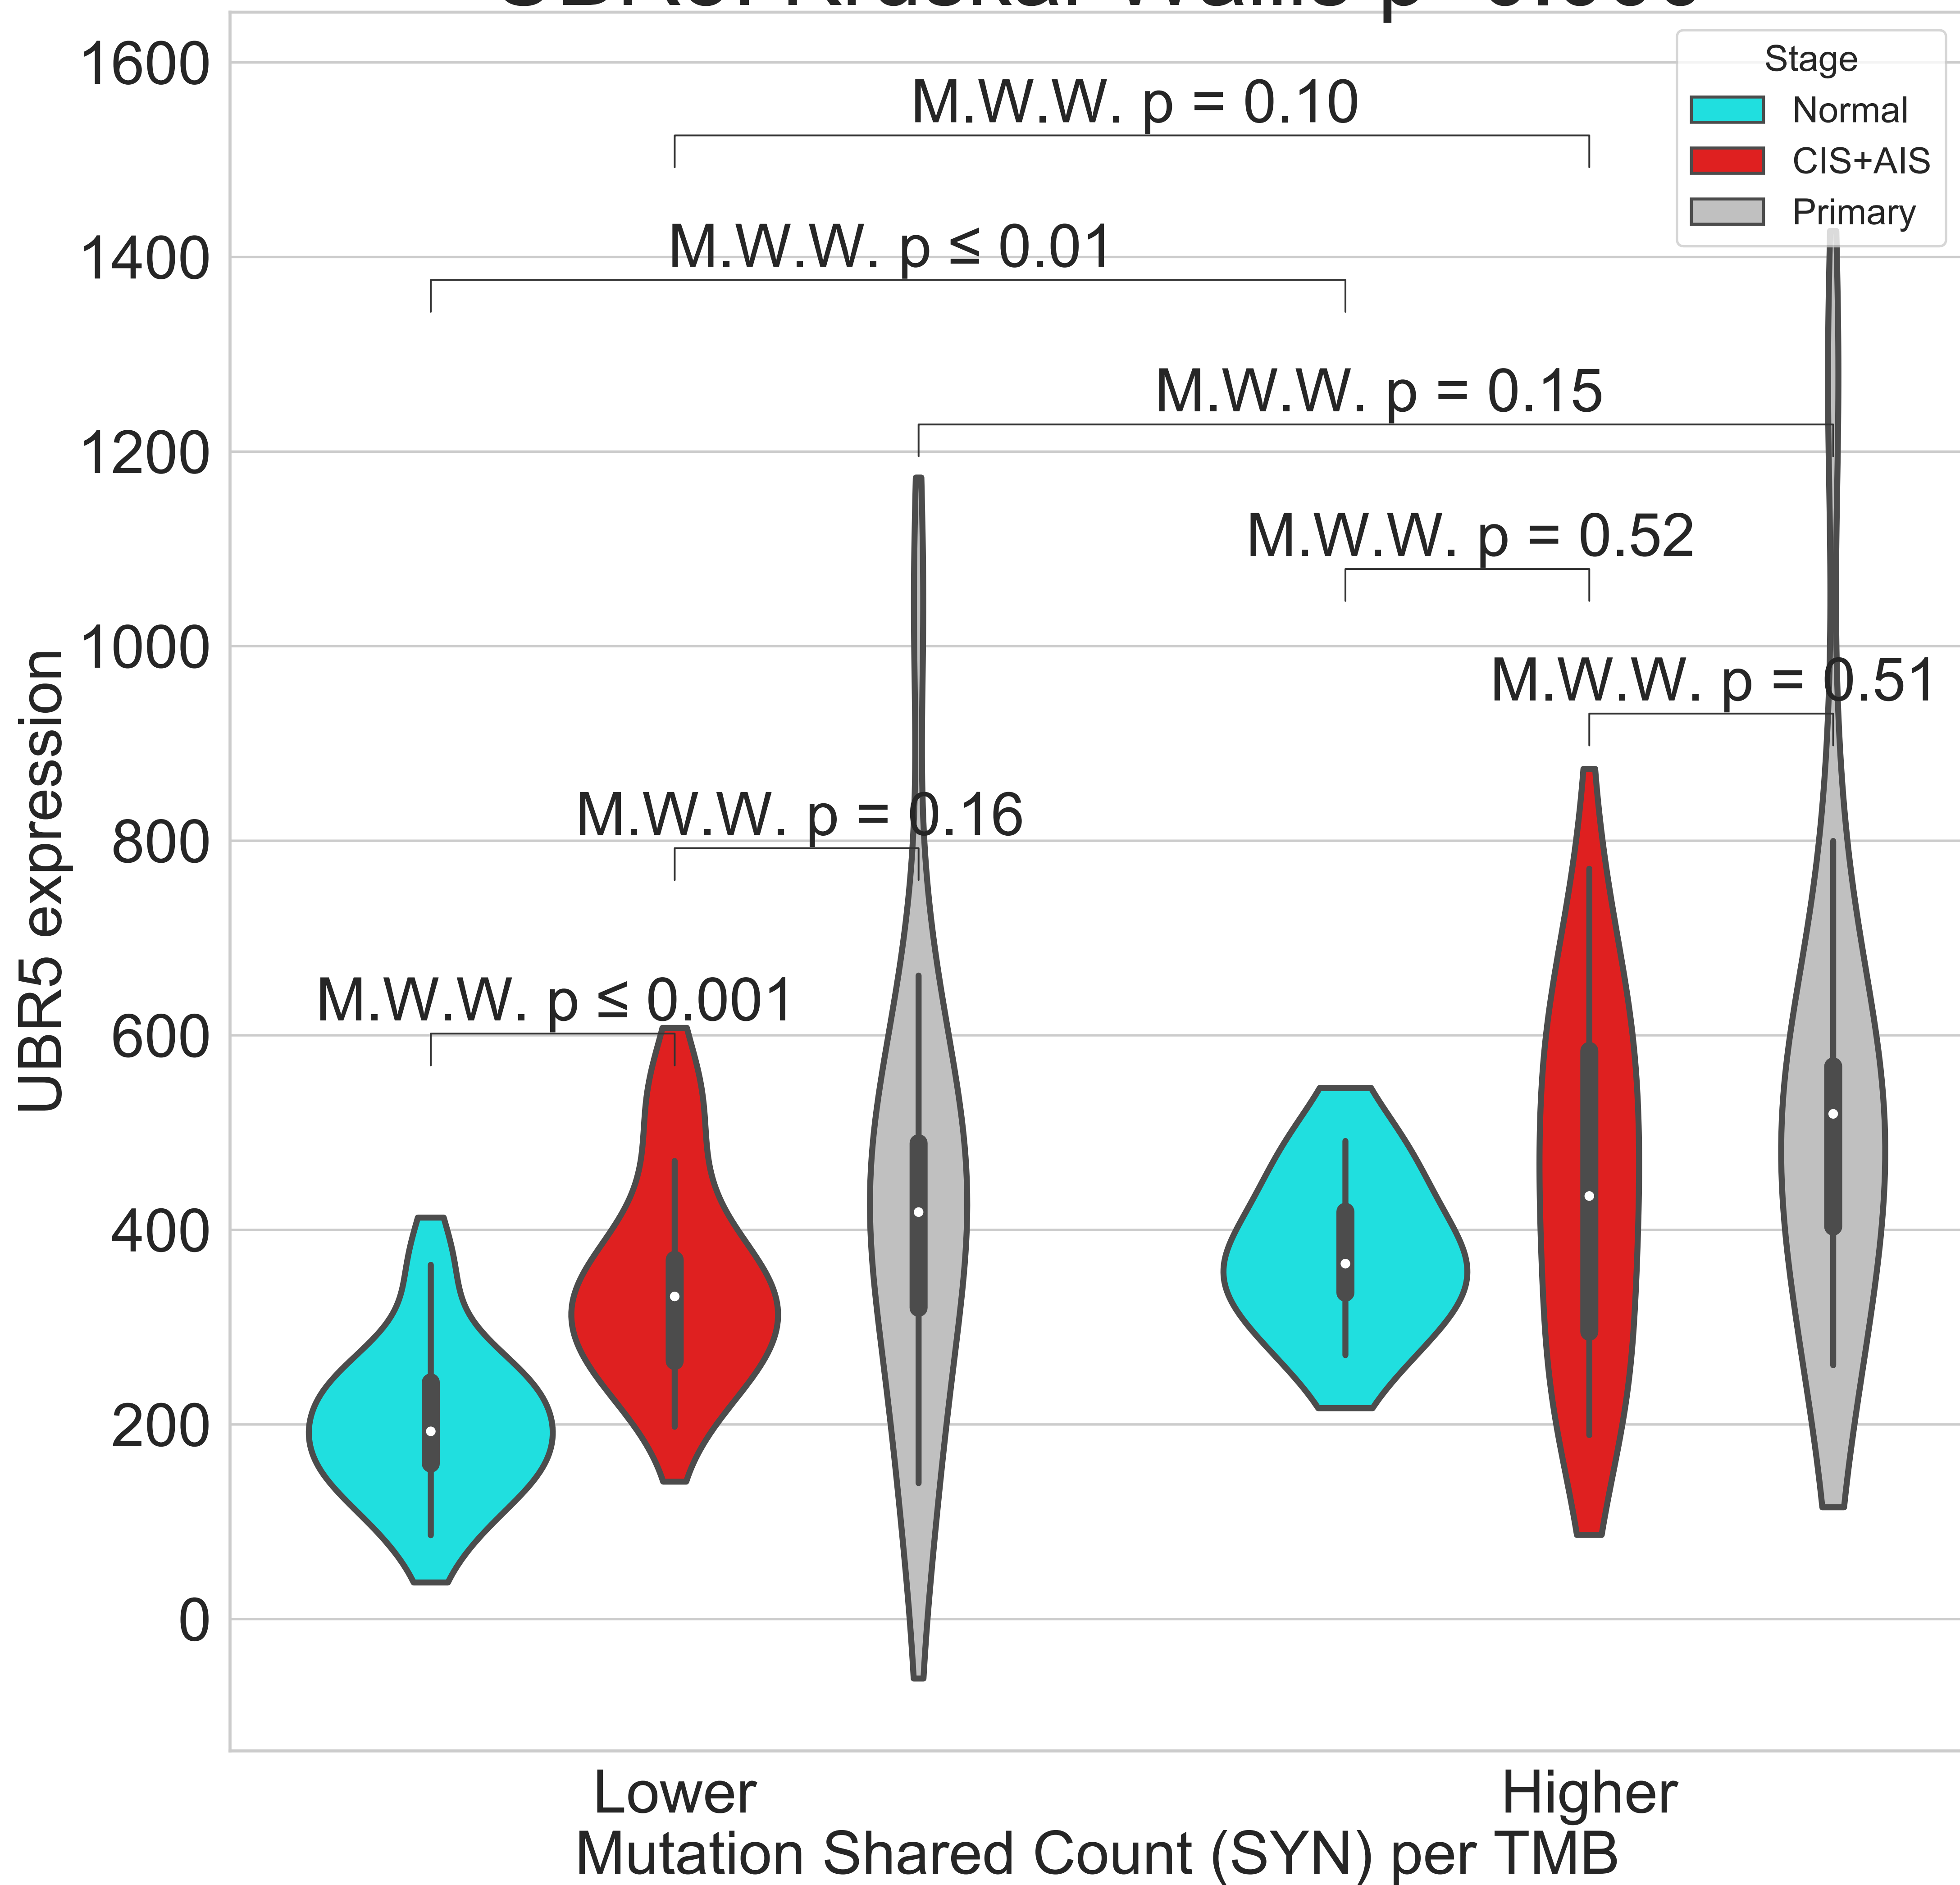 1600
1400
1200
1000
800
600
400
200
0
UBR5 expression
Stage
Normal
CIS+AIS
Primary
M.W.W. p = 0.10
M.W.W. p ≤ 0.01
M.W.W. p = 0.15
M.W.W. p = 0.52
M.W.W. p = 0.51
M.W.W. p = 0.16
M.W.W. p ≤ 0.001
Lower
Higher
Mutation Shared Count (SYN) per TMB